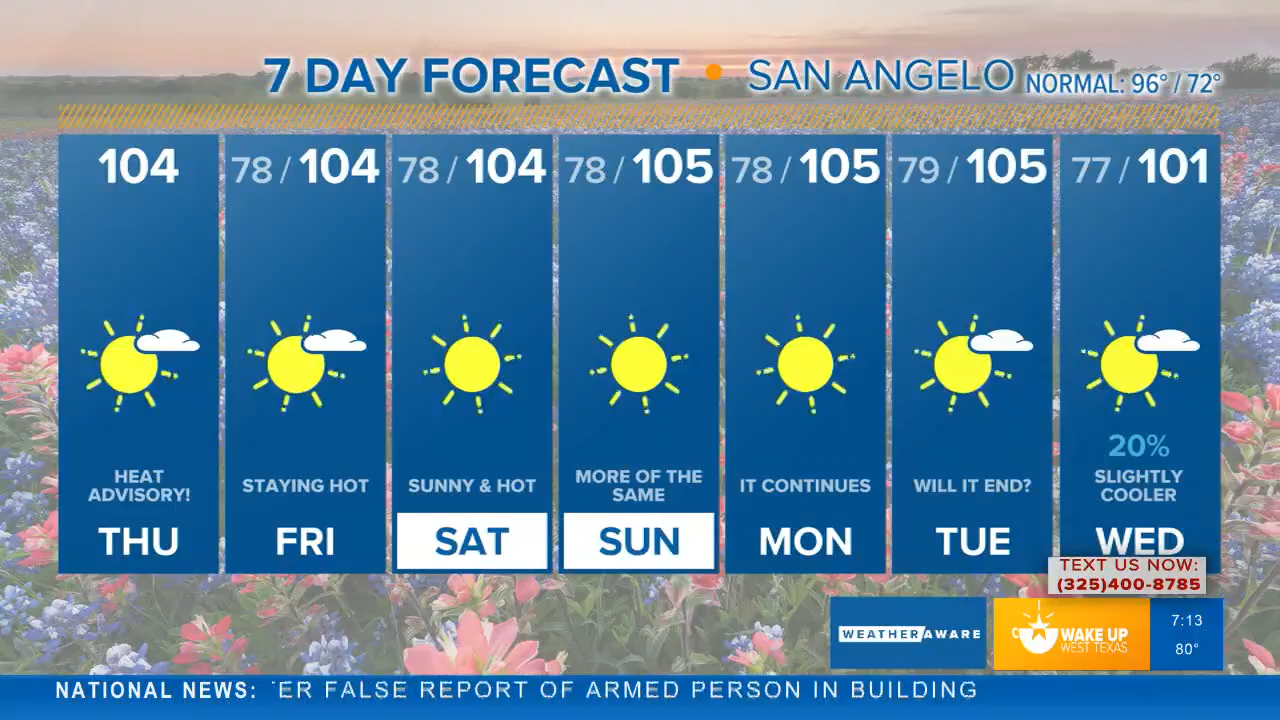 7 DAY FORECAST • SAN ANGELO NORMAL: 96° / 72°
104
78 / 104
78 / 104
78 / 105
78 / 105
79 / 105
77 / 101
20%
HEAT
ADVISORY!
STAYING HOT
SUNNY & HOT
MORE OF THE
SAME
IT CONTINUES
WILL IT END?
SLIGHTLY
COOLER
THU
FRI
SAT
SUN
MON
TUE
WED
TEXT US NOW:
(325)400-8785
WEATHER AWARE
WAKE UP
WEST TEXAS
7:13
80°
NATIONAL NEWS: ER FALSE REPORT OF ARMED PERSON IN BUILDING